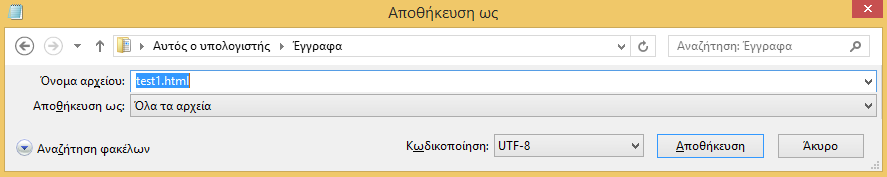 Αποθήκευση ως
Αυτός ο υπολογιστής Έγγραφα Αναζήτηση: Έγγραφα
Όνομα αρχείου: test1.html
Αποθήκευση ως: Όλα τα αρχεία
Αναζήτηση φακέλων Κωδικοποίηση: UTF-8 Αποθήκευση Άκυρο